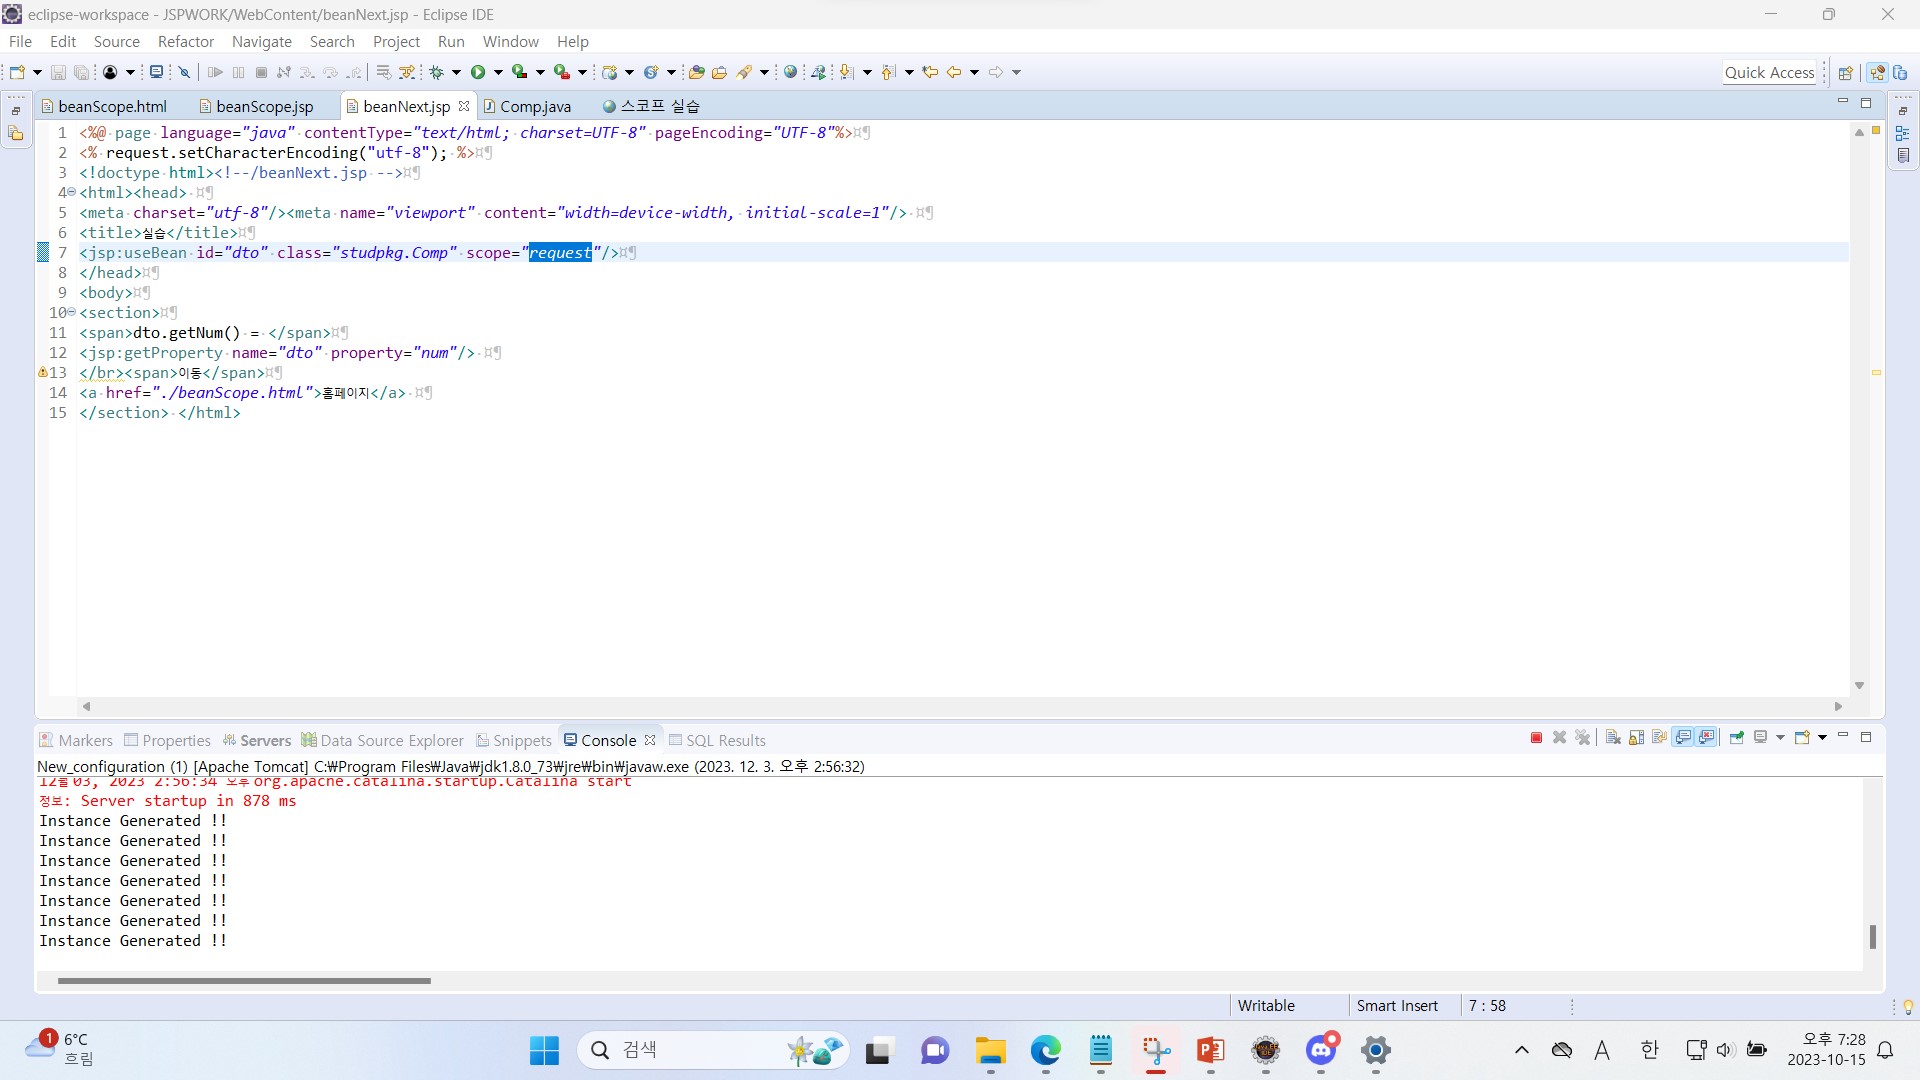 eclipse-workspace - JSPWORK/WebContent/beanNext.jsp - Eclipse IDE
File Edit Source Refactor Navigate Search Project Run Window Help
Quick Access
beanScope.html beanScope.jsp beanNext.jsp Comp.java 스코프 실습
1 <%@ page language="java" contentType="text/html; charset=UTF-8" pageEncoding="UTF-8"%>¤¶
2 <% request.setCharacterEncoding("utf-8"); %>¤¶
3 <!doctype html><!--/beanNext.jsp -->¤¶
4 <html><head> ¤¶
5 <meta charset="utf-8"/><meta name="viewport" content="width=device-width, initial-scale=1"/> ¤¶
6 <title>실습</title>¤¶
7 <jsp:useBean id="dto" class="studpkg.Comp" scope="request"/>¤¶
8 </head>¤¶
9 <body>¤¶
10 <section>¤¶
11 <span>dto.getNum() = </span>¤¶
12 <jsp:getProperty name="dto" property="num"/> ¤¶
13 </br><span>이동</span>¤¶
14 <a href="./beanScope.html">홈페이지</a> ¤¶
15 </section> </html>
Markers Properties Servers Data Source Explorer Snippets Console SQL Results
New_configuration (1) [Apache Tomcat] C:₩Program Files₩Java₩jdk1.8.0_73₩jre₩bin₩javaw.exe (2023. 12. 3. 오후 2:56:32)
12월 03, 2023 2:56:34 오후 org.apache.catalina.startup.Catalina start
정보: Server startup in 878 ms
Instance Generated !!
Instance Generated !!
Instance Generated !!
Instance Generated !!
Instance Generated !!
Instance Generated !!
Instance Generated !!
Writable Smart Insert 7 : 58
1 6°C
흐림
검색
A 한
오후 7:28
2023-10-15